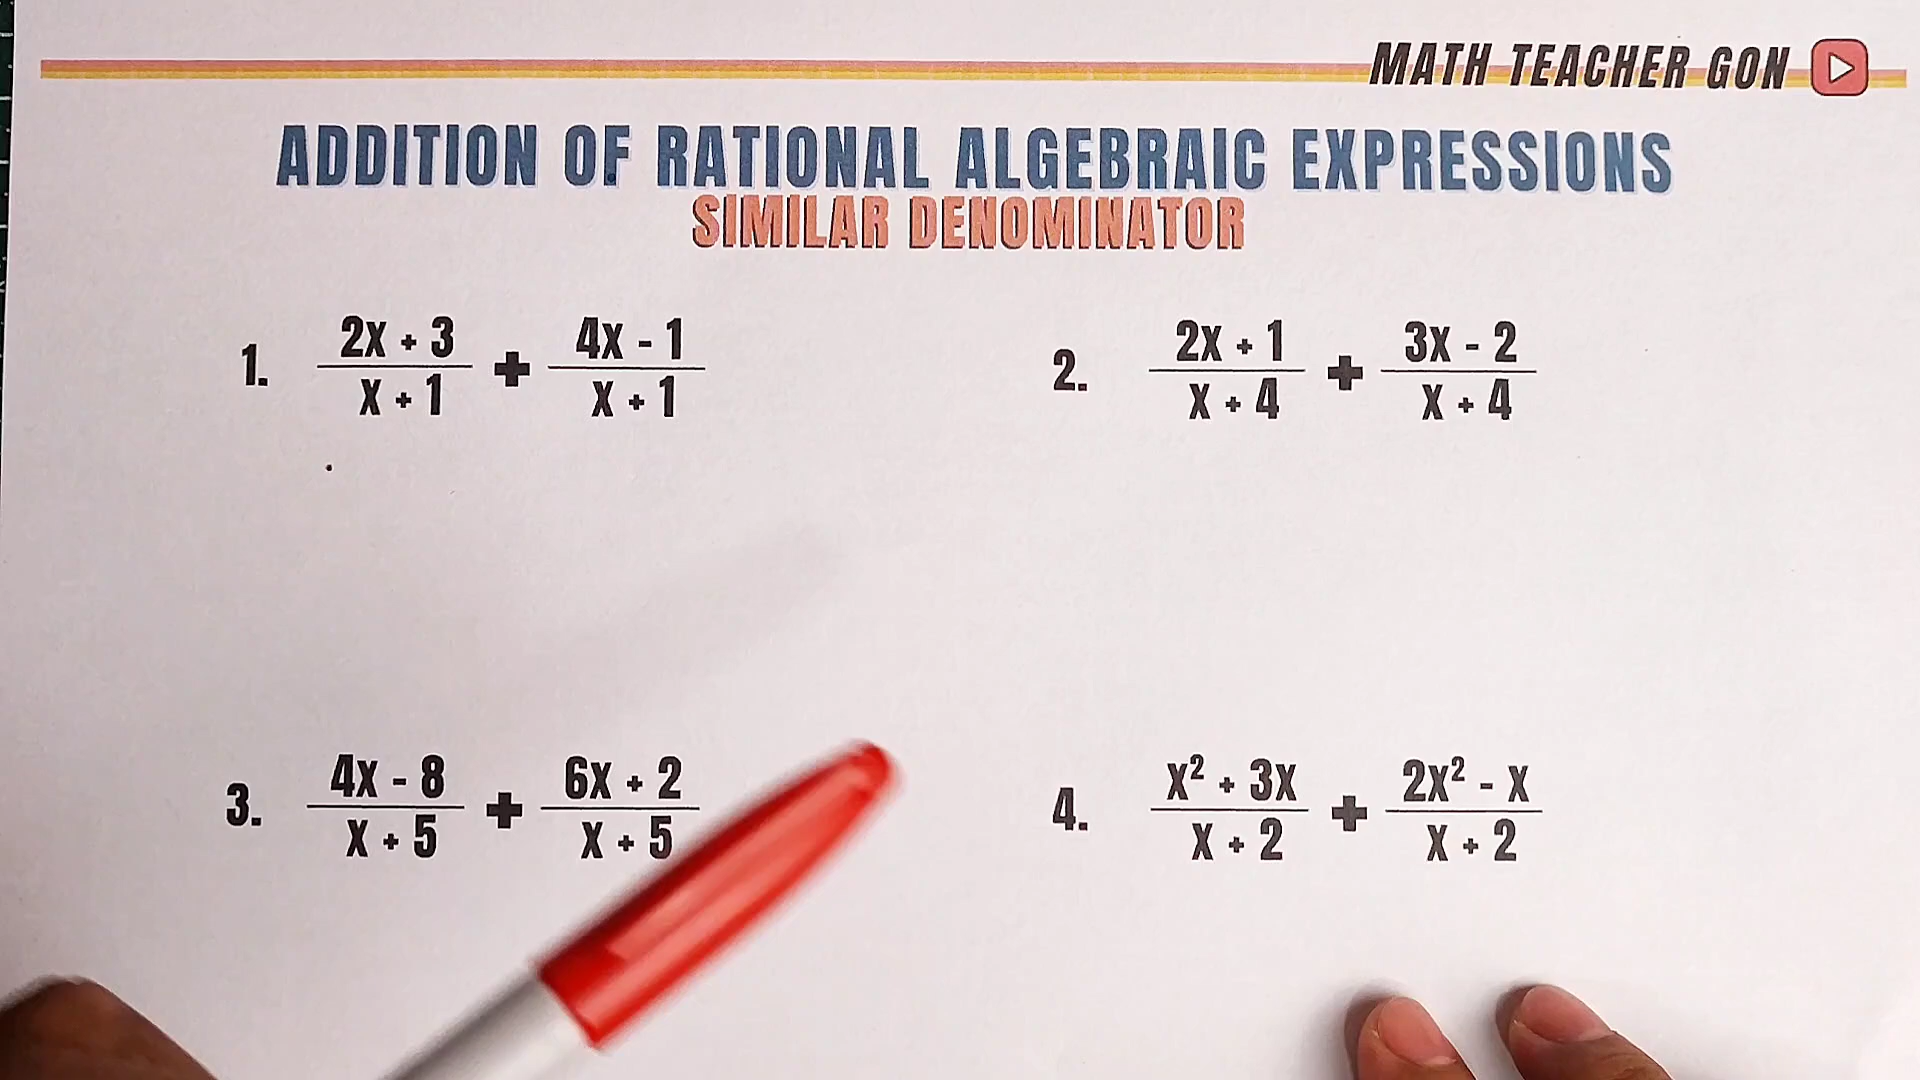 MATH TEACHER GON
ADDITION OF RATIONAL ALGEBRAIC EXPRESSIONS
SIMILAR DENOMINATOR
1. (2X + 3)/(X + 1) + (4X - 1)/(X + 1)
2. (2X + 1)/(X + 4) + (3X - 2)/(X + 4)
3. (4X - 8)/(X + 5) + (6X + 2)/(X + 5)
4. (X² + 3X)/(X + 2) + (2X² - X)/(X + 2)